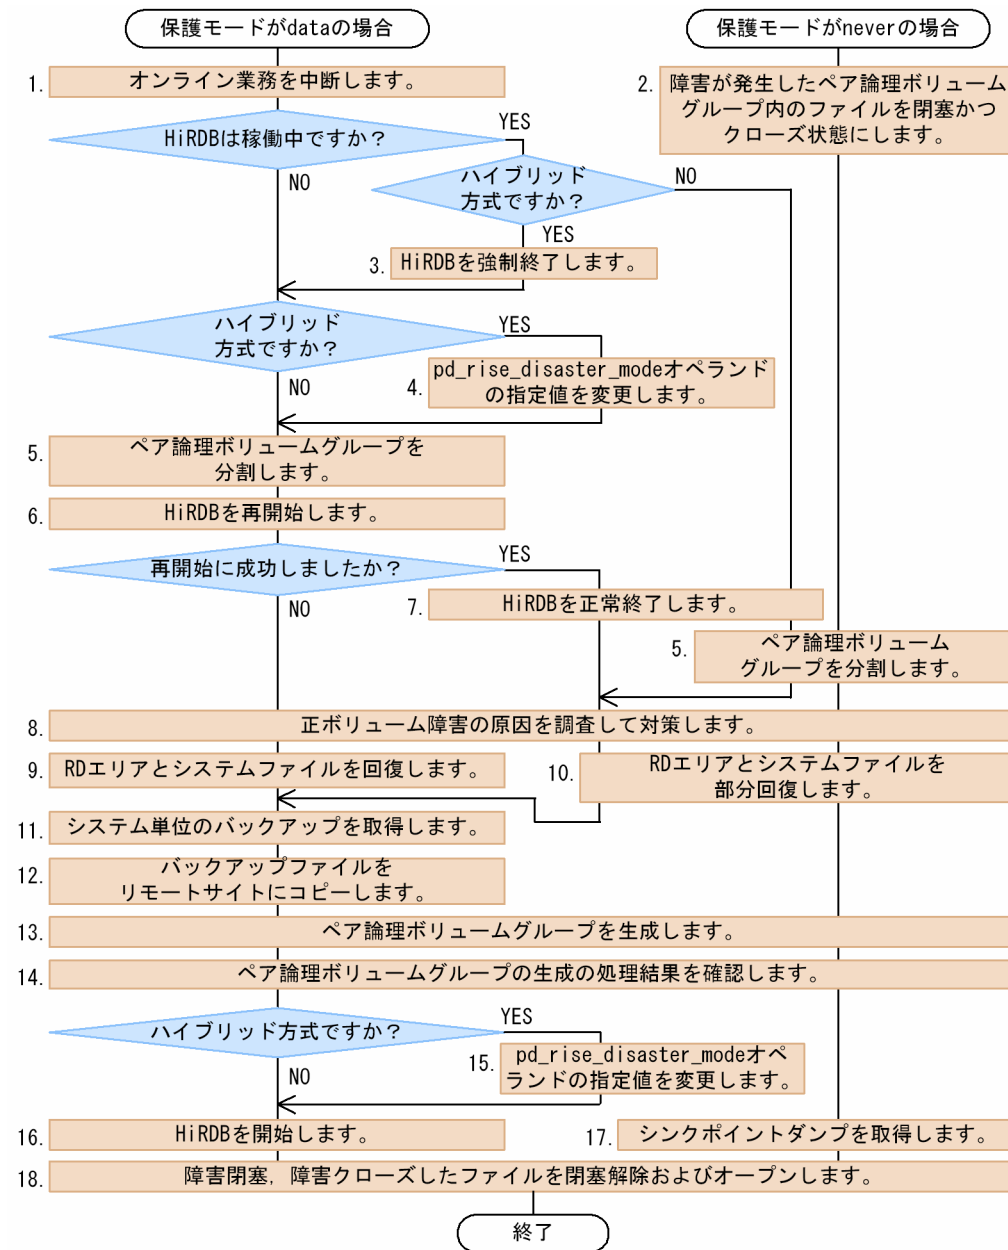 保護モードがdataの場合
保護モードがneverの場合
1. オンライン業務を中断します。
2. 障害が発生したペア論理ボリューム
グループ内のファイルを閉塞かつ
クローズ状態にします。
HiRDBは稼働中ですか？
YES
NO
ハイブリッド
方式ですか？
NO
YES
3. HiRDBを強制終了します。
ハイブリッド
方式ですか？
YES
NO
4. pd_rise_disaster_modeオペランド
の指定値を変更します。
5. ペア論理ボリュームグループを
分割します。
6. HiRDBを再開始します。
再開始に成功しましたか？
YES
NO
7. HiRDBを正常終了します。
5. ペア論理ボリューム
グループを分割します。
8. 正ボリューム障害の原因を調査して対策します。
9. RDエリアとシステムファイルを回復します。
10. RDエリアとシステムファイルを
部分回復します。
11. システム単位のバックアップを取得します。
12. バックアップファイルを
リモートサイトにコピーします。
13. ペア論理ボリュームグループを生成します。
14. ペア論理ボリュームグループの生成の処理結果を確認します。
ハイブリッド方式ですか？
YES
NO
15. pd_rise_disaster_modeオペ
ランドの指定値を変更します。
16. HiRDBを開始します。
17. シンクポイントダンプを取得します。
18. 障害閉塞，障害クローズしたファイルを閉塞解除およびオープンします。
終了